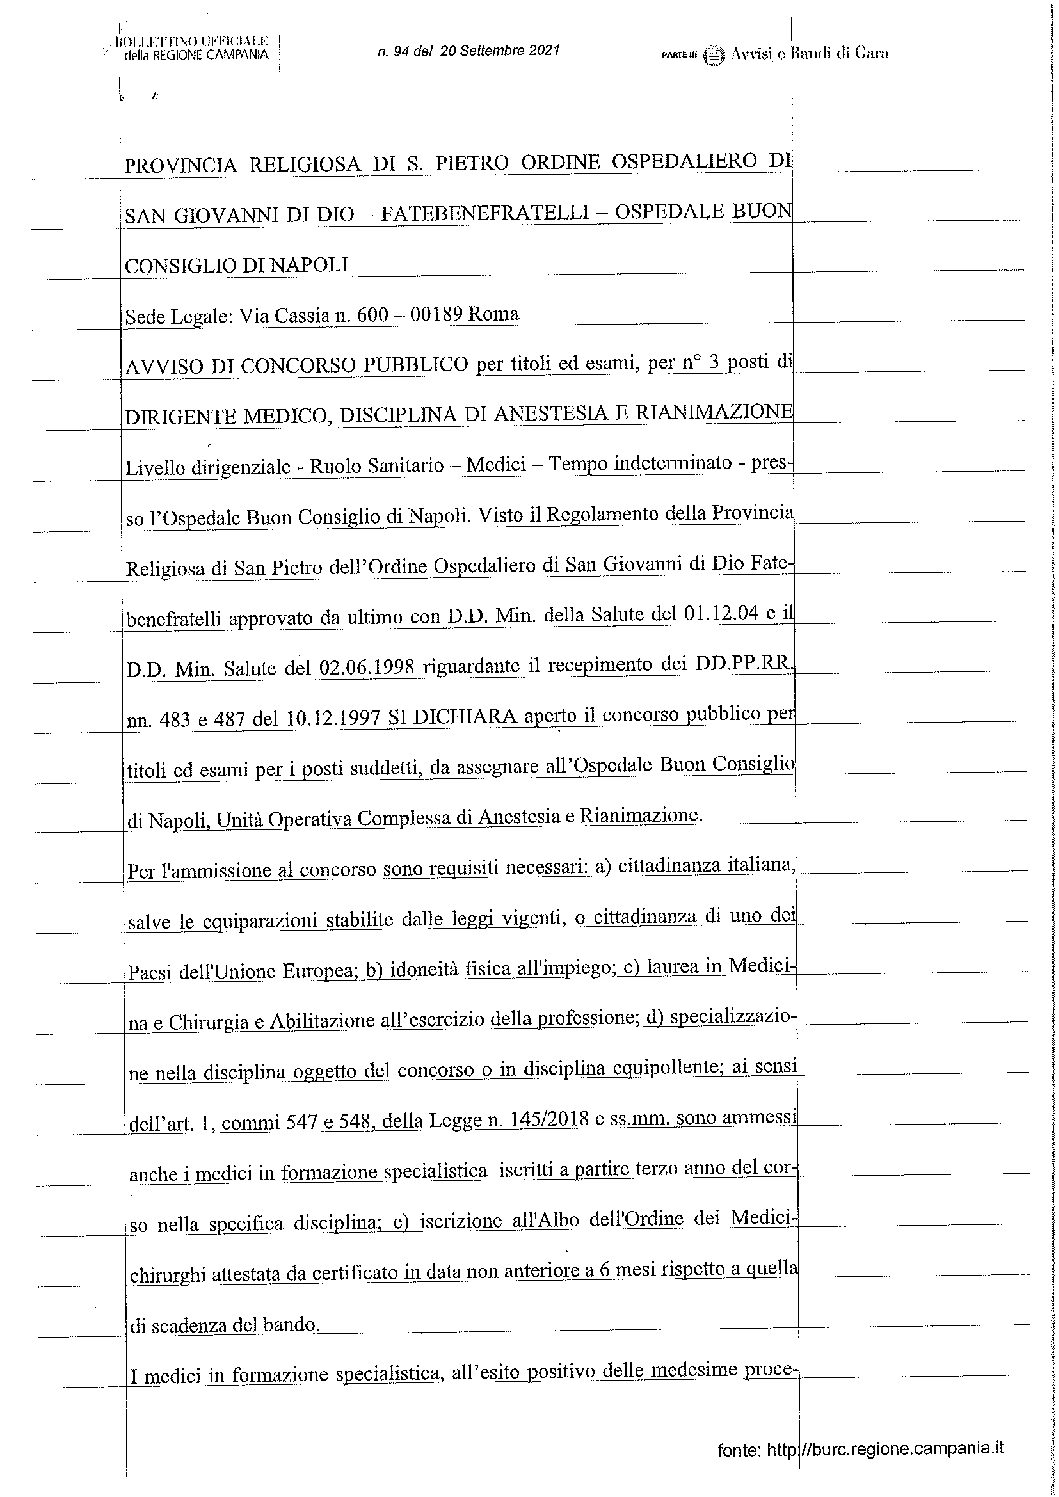 BOLLETTINO UFFICIALE
della REGIONE CAMPANIA
n. 94 del 20 Settembre 2021
PARTE III Avvisi e Bandi di Gara
PROVINCIA RELIGIOSA DI S. PIETRO ORDINE OSPEDALIERO DI
SAN GIOVANNI DI DIO – FATEBENEFRATELLI – OSPEDALE BUON
CONSIGLIO DI NAPOLI
Sede Legale: Via Cassia n. 600 – 00189 Roma
AVVISO DI CONCORSO PUBBLICO per titoli ed esami, per n° 3 posti di
DIRIGENTE MEDICO, DISCIPLINA DI ANESTESIA E RIANIMAZIONE
Livello dirigenziale - Ruolo Sanitario – Medici – Tempo indeterminato - pres-
so l’Ospedale Buon Consiglio di Napoli. Visto il Regolamento della Provincia
Religiosa di San Pietro dell’Ordine Ospedaliero di San Giovanni di Dio Fate-
benefratelli approvato da ultimo con D.D. Min. della Salute del 01.12.04 e il
D.D. Min. Salute del 02.06.1998 riguardante il recepimento dei DD.PP.RR.
nn. 483 e 487 del 10.12.1997 SI DICHIARA aperto il concorso pubblico per
titoli ed esami per i posti suddetti, da assegnare all’Ospedale Buon Consiglio
di Napoli, Unità Operativa Complessa di Anestesia e Rianimazione.
Per l'ammissione al concorso sono requisiti necessari: a) cittadinanza italiana,
salve le equiparazioni stabilite dalle leggi vigenti, o cittadinanza di uno dei
Paesi dell'Unione Europea; b) idoneità fisica all'impiego; c) laurea in Medici-
na e Chirurgia e Abilitazione all’esercizio della professione; d) specializzazio-
ne nella disciplina oggetto del concorso o in disciplina equipollente; ai sensi
dell’art. 1, commi 547 e 548, della Legge n. 145/2018 e ss.mm. sono ammessi
anche i medici in formazione specialistica iscritti a partire terzo anno del cor-
so nella specifica disciplina; e) iscrizione all'Albo dell'Ordine dei Medici-
chirurghi attestata da certificato in data non anteriore a 6 mesi rispetto a quella
di scadenza del bando.
I medici in formazione specialistica, all’esito positivo delle medesime proce-
fonte: http://burc.regione.campania.it